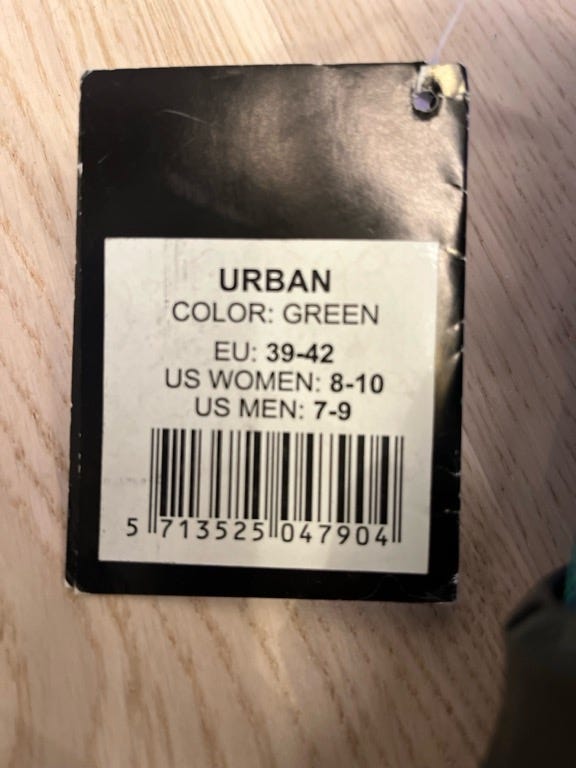 URBAN
COLOR: GREEN
EU: 39-42
US WOMEN: 8-10
US MEN: 7-9
5 713525 047904